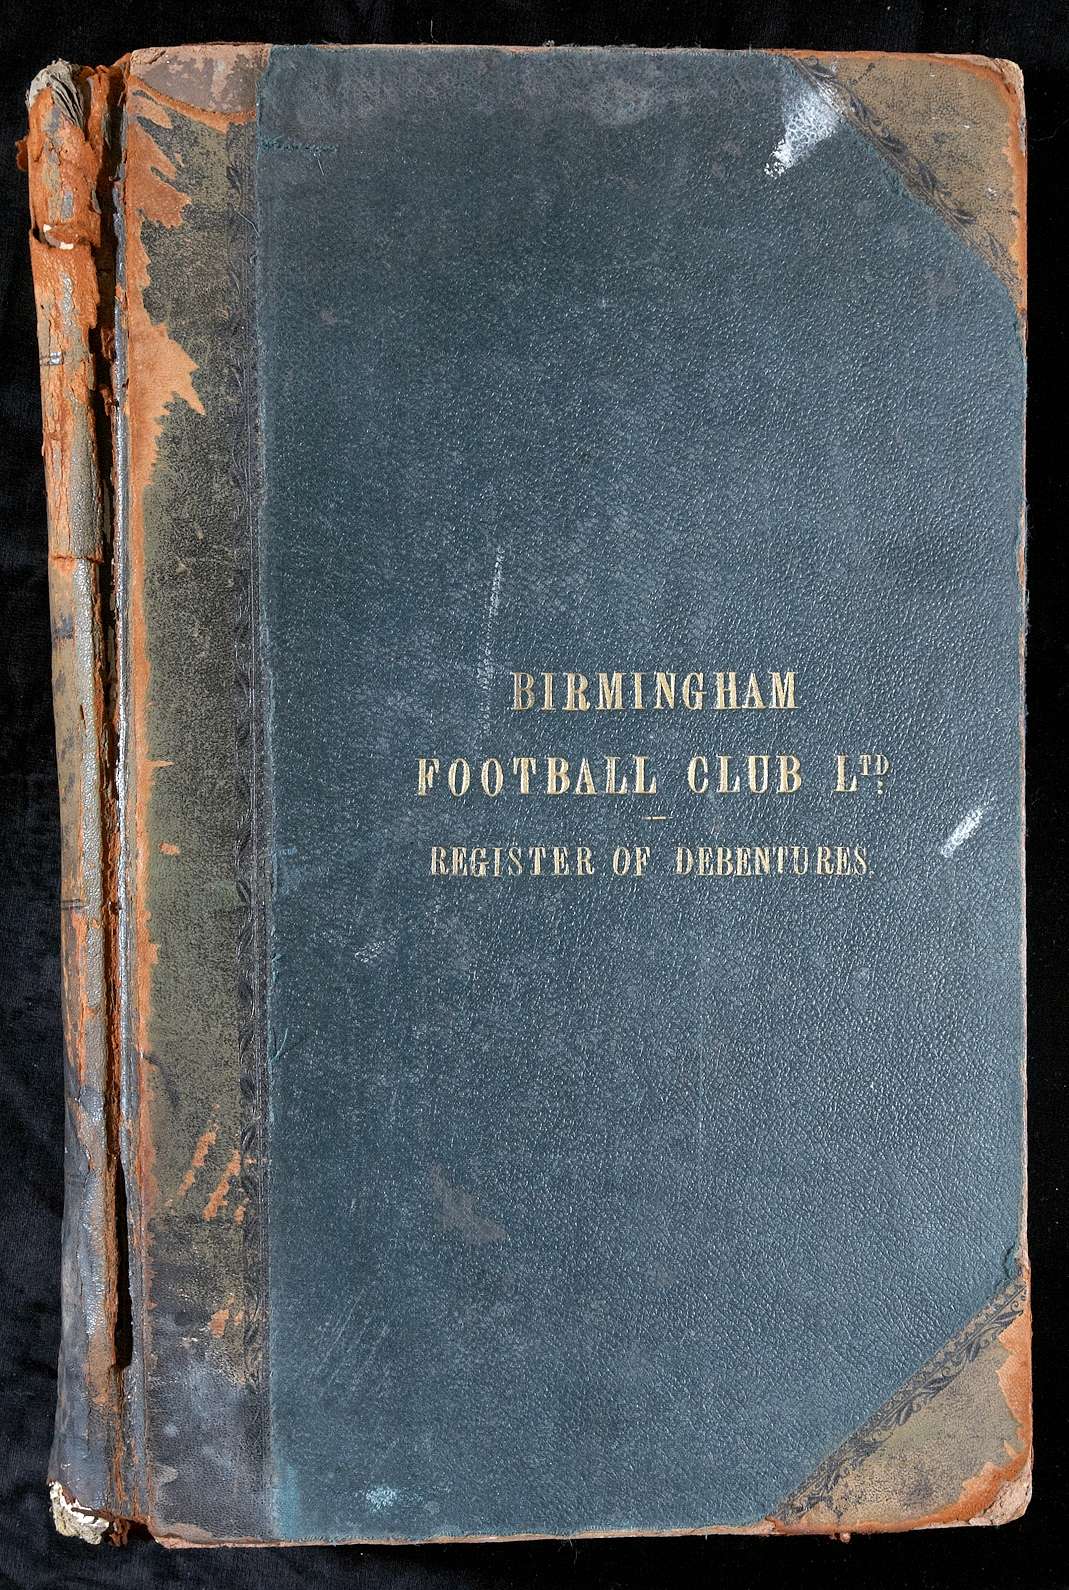 BIRMINGHAM
FOOTBALL CLUB LTD.
REGISTER OF DEBENTURES.